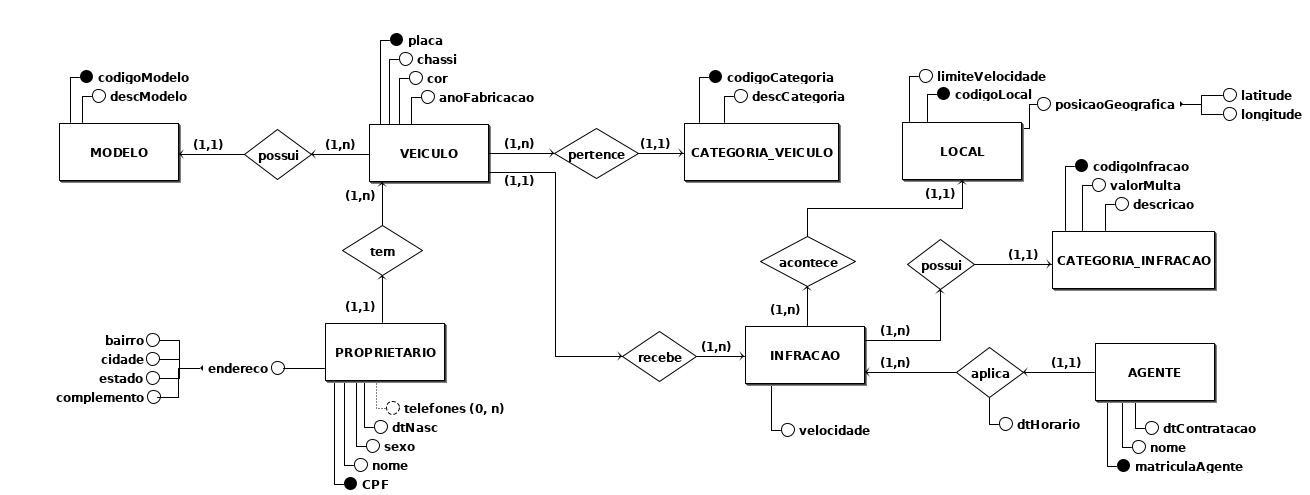 placa
chassi
cor
anoFabricacao
codigoModelo
descModelo
MODELO
(1,1)
possui
(1,n)
VEICULO
(1,n)
(1,1)
pertence
(1,1)
codigoCategoria
descCategoria
CATEGORIA_VEICULO
limiteVelocidade
codigoLocal
posicaoGeografica
latitude
longitude
LOCAL
(1,1)
codigoInfracao
valorMulta
descricao
CATEGORIA_INFRACAO
(1,n)
tem
(1,1)
acontece
(1,n)
possui
(1,1)
(1,n)
PROPRIETARIO
bairro
cidade
estado
complemento
endereco
telefones (0, n)
dtNasc
sexo
nome
CPF
recebe
(1,n)
INFRACAO
velocidade
(1,n)
aplica
(1,1)
dtHorario
AGENTE
dtContratacao
nome
matriculaAgente